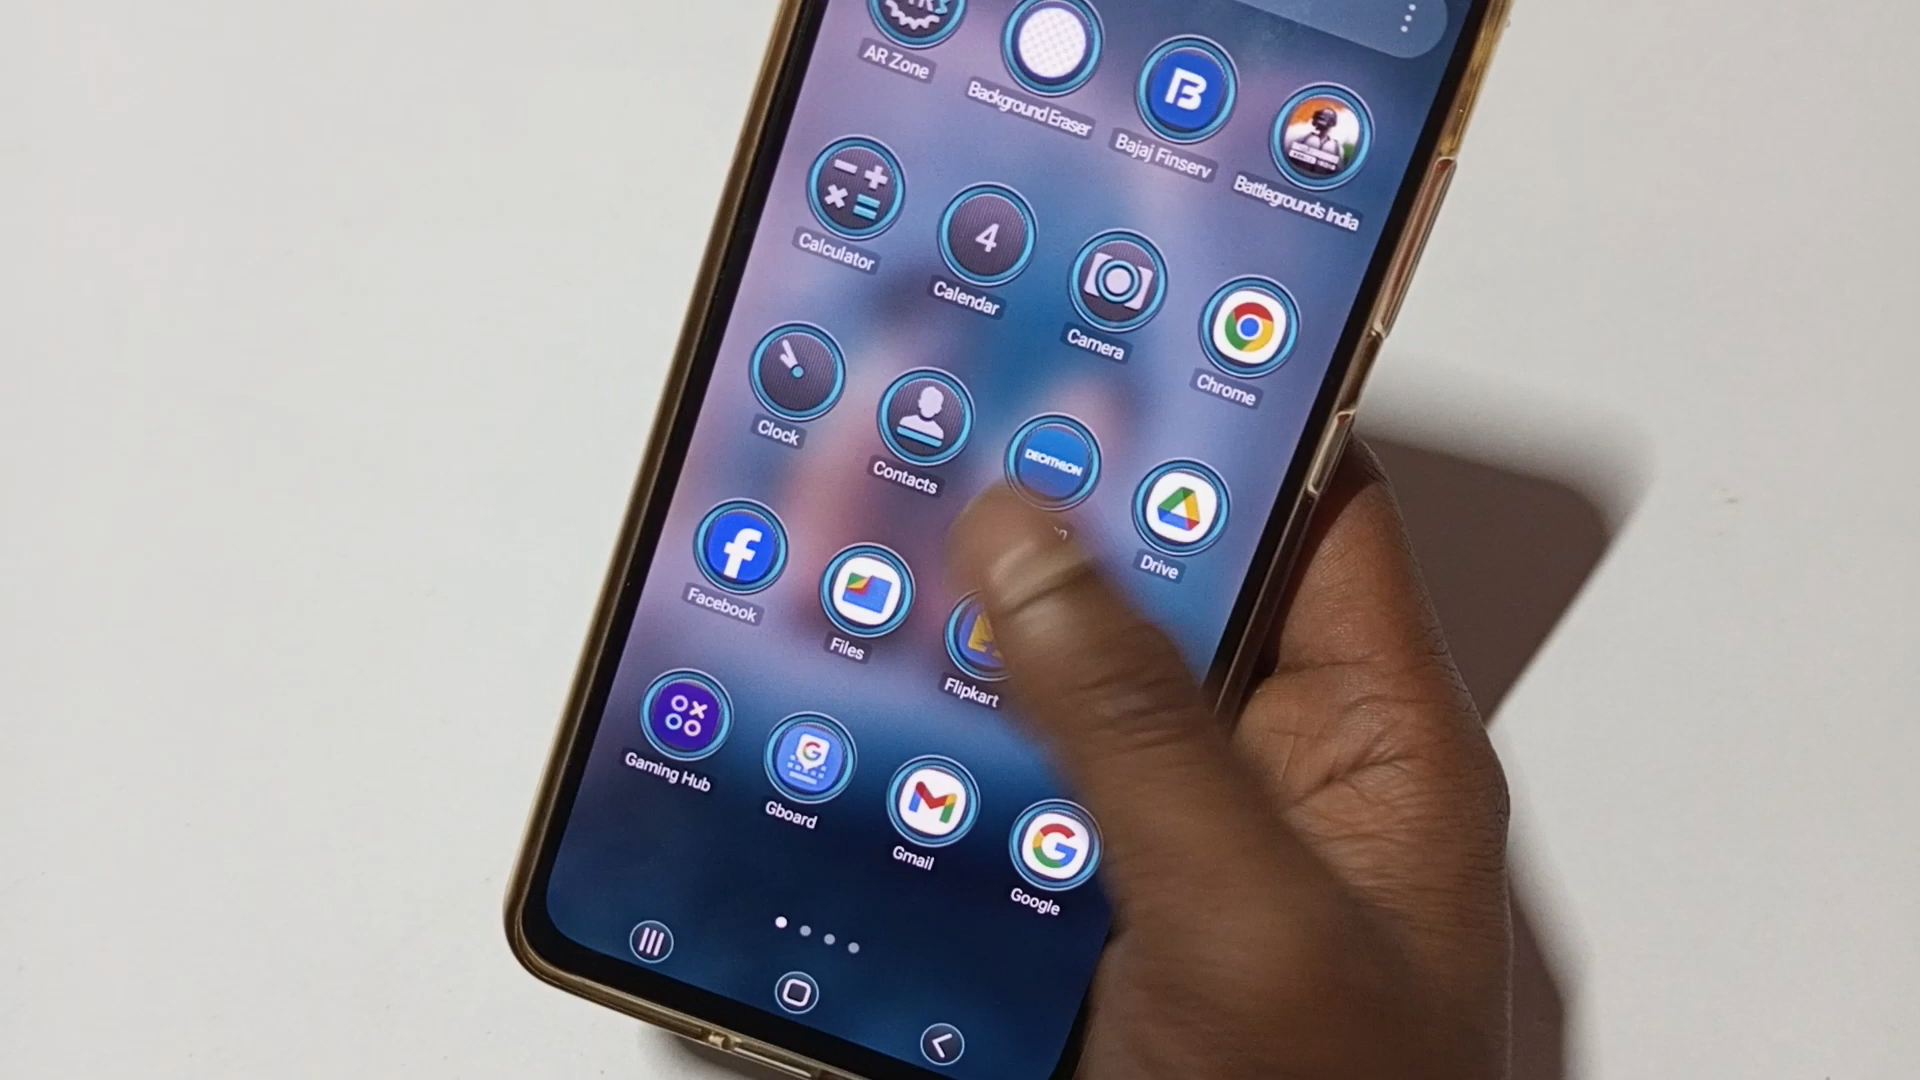 AR Zone
Background Eraser
Bajaj Finserv
Battlegrounds India
Calculator
4
Calendar
Camera
Chrome
Clock
Contacts
DECATHLON
Drive
Facebook
Files
Flipkart
Gaming Hub
Gboard
Gmail
Google